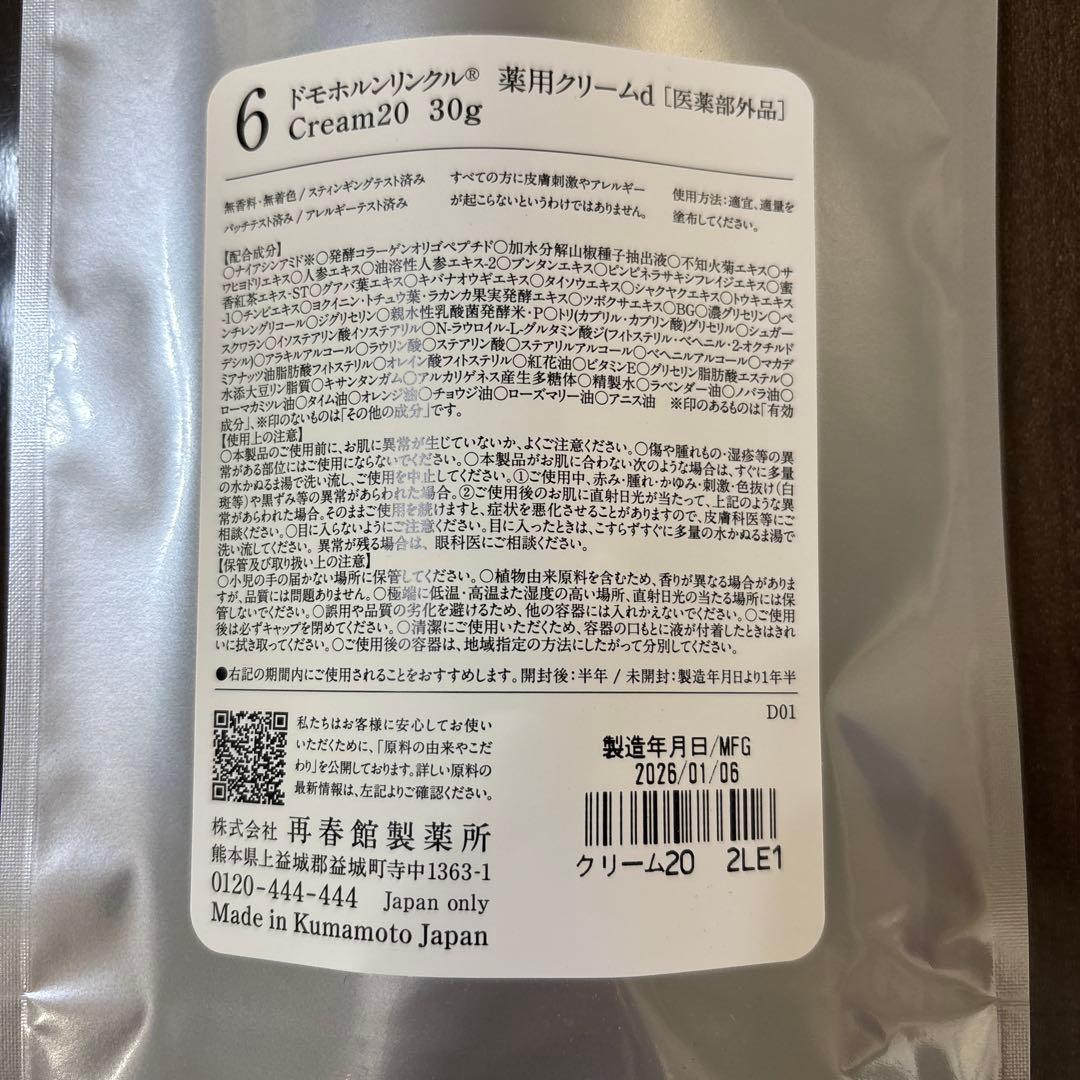 6
ドモホルンリンクル® 薬用クリームd [医薬部外品]
Cream20 30g
無香料・無着色 / スティンギングテスト済み
パッチテスト済み / アレルギーテスト済み
すべての方に皮膚刺激やアレルギー
が起こらないというわけではありません。
使用方法：適宜、適量を
塗布してください。
【配合成分】
○ナイアシンアミド※○発酵コラーゲンオリゴペプチド○加水分解山椒種子抽出液○不知火菊エキス○サ
ワヒヨドリエキス○人参エキス○油溶性人参エキス-2○ブンタンエキス○ピンピネラサキシフレイジエキス○蜜
香紅茶エキス-ST○グアバ葉エキス○キバナオウギエキス○タイソウエキス○シャクヤクエキス○トウキエキス
-1○チンピエキス○ヨクイニン・トチュウ葉・ラカンカ果実発酵エキス○ツボクサエキス○BG○濃グリセリン○ペ
ンチレングリコール○ジグリセリン○親水性乳酸菌発酵米・P○トリ(カプリル・カプリン酸)グリセリル○シュガー
スクワラン○イソステアリン酸イソステアリル○N-ラウロイル-L-グルタミン酸ジ(フィトステリル・ベヘニル・2-オクチルド
デシル)○アラキルアルコール○ラウリン酸○ステアリン酸○ステアリルアルコール○ベヘニルアルコール○マカデ
ミアナッツ油脂肪酸フィトステリル○オレイン酸フィトステリル○紅花油○ビタミンE○グリセリン脂肪酸エステル○
水添大豆リン脂質○キサンタンガム○アルカリゲネス産生多糖体○精製水○ラベンダー油○ノバラ油○
ローマカミツル油○タイム油○オレンジ油○チョウジ油○ローズマリー油○アニス油 ※印のあるものは「有効
成分」、※印のないものは「その他の成分」です。
【使用上の注意】
○本製品のご使用前に、お肌に異常が生じていないか、よくご注意ください。○傷や腫れもの・湿疹等の異
常がある部位にはご使用にならないでください。○本製品がお肌に合わない次のような場合は、すぐに多量
の水かぬるま湯で洗い流し、ご使用を中止してください。①ご使用中、赤み・腫れ・かゆみ・刺激・色抜け(白
斑等)や黒ずみ等の異常があらわれた場合。②ご使用後のお肌に直射日光が当たって、上記のような異
常があらわれた場合。そのままご使用を続けますと、症状を悪化させることがありますので、皮膚科医等にご
相談ください。○目に入らないようにご注意ください。目に入ったときは、こすらずすぐに多量の水かぬるま湯で
洗い流してください。異常が残る場合は、眼科医にご相談ください。
【保管及び取り扱い上の注意】
○小児の手の届かない場所に保管してください。○植物由来原料を含むため、香りが異なる場合がありま
すが、品質には問題ありません。○極端に低温・高温また湿度の高い場所、直射日光の当たる場所には保
管しないでください。○誤用や品質の劣化を避けるため、他の容器には入れかえないでください。○ご使用
後は必ずキャップを閉めてください。○清潔にご使用いただくため、容器の口もとに液が付着したときはきれ
いに拭き取ってください。○ご使用後の容器は、地域指定の方法にしたがって分別してください。
●右記の期間内にご使用されることをおすすめします。開封後：半年 / 未開封：製造年月日より1年半
D01
私たちはお客様に安心してお使い
いただくために、「原料の由来やこだ
わり」を公開しております。詳しい原料の
最新情報は、左記よりご確認ください。
製造年月日/MFG
2026/01/06
クリーム20 2LE1
株式会社 再春館製薬所
熊本県上益城郡益城町寺中1363-1
0120-444-444 Japan only
Made in Kumamoto Japan